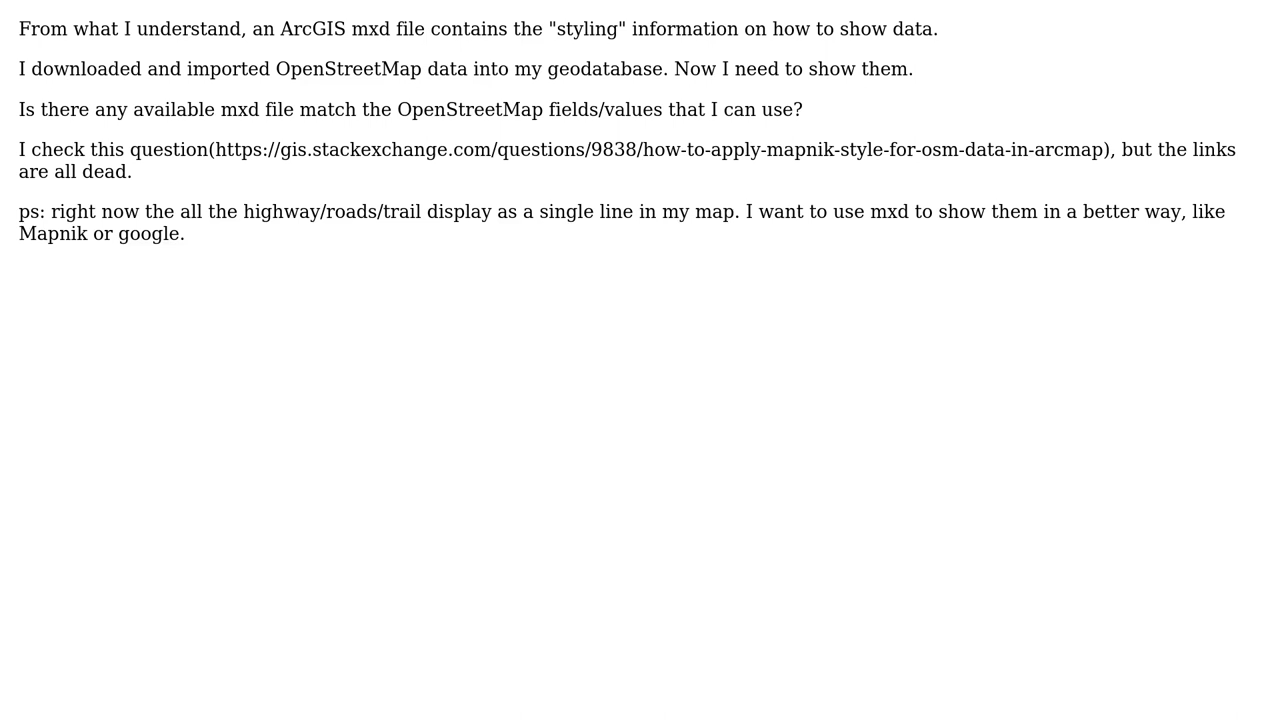 From what I understand, an ArcGIS mxd file contains the "styling" information on how to show data.
I downloaded and imported OpenStreetMap data into my geodatabase. Now I need to show them.
Is there any available mxd file match the OpenStreetMap fields/values that I can use?
I check this question(https://gis.stackexchange.com/questions/9838/how-to-apply-mapnik-style-for-osm-data-in-arcmap), but the links
are all dead.
ps: right now the all the highway/roads/trail display as a single line in my map. I want to use mxd to show them in a better way, like
Mapnik or google.